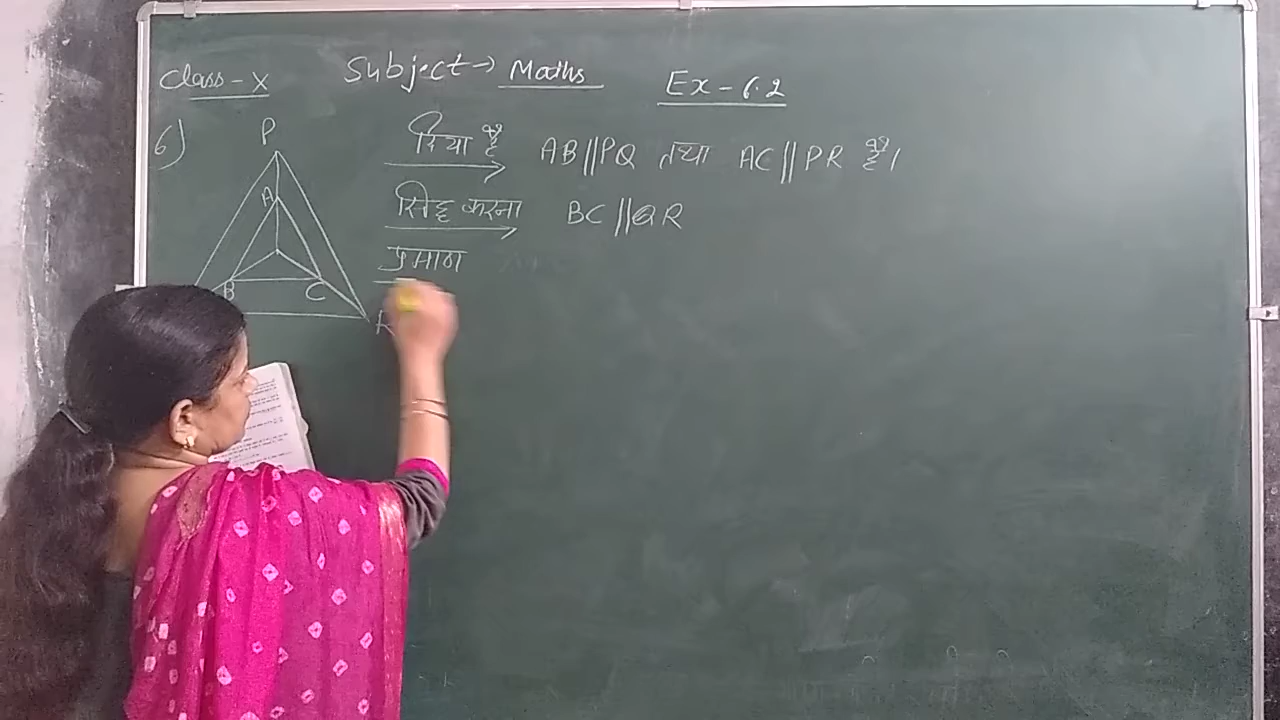 Class - X Subject → Maths Ex - 6.2
6)
P
A
B
C
R
दिया है AB||PQ तथा AC||PR है।
सिद्ध करना BC||QR
प्रमाण